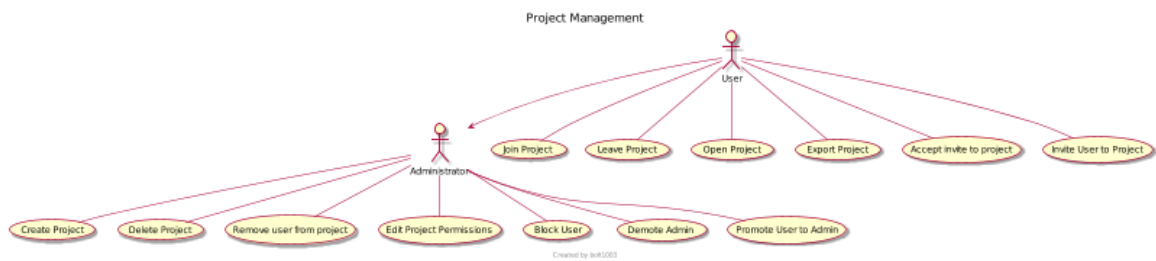 Project Management
User
Join Project
Leave Project
Open Project
Export Project
Accept invite to project
Invite User to Project
Administrator
Create Project
Delete Project
Remove user from project
Edit Project Permissions
Block User
Demote Admin
Promote User to Admin
Created by